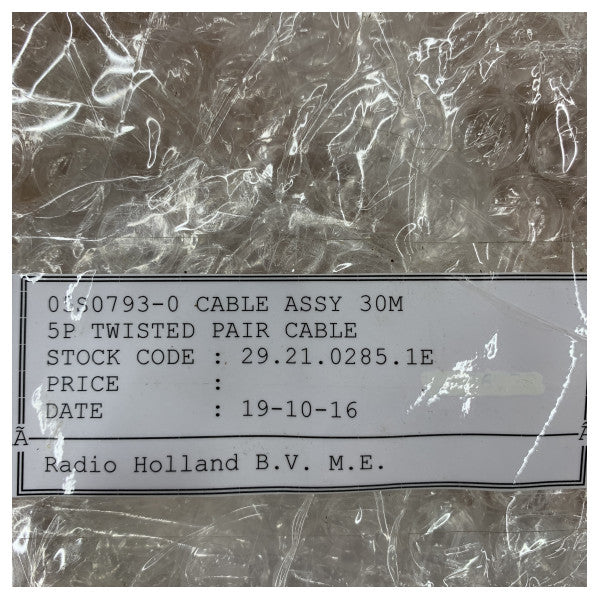 01S0793-0 CABLE ASSY 30M
5P TWISTED PAIR CABLE
STOCK CODE : 29.21.0285.1E
PRICE :
DATE : 19-10-16
Ã
Radio Holland B.V. M.E.